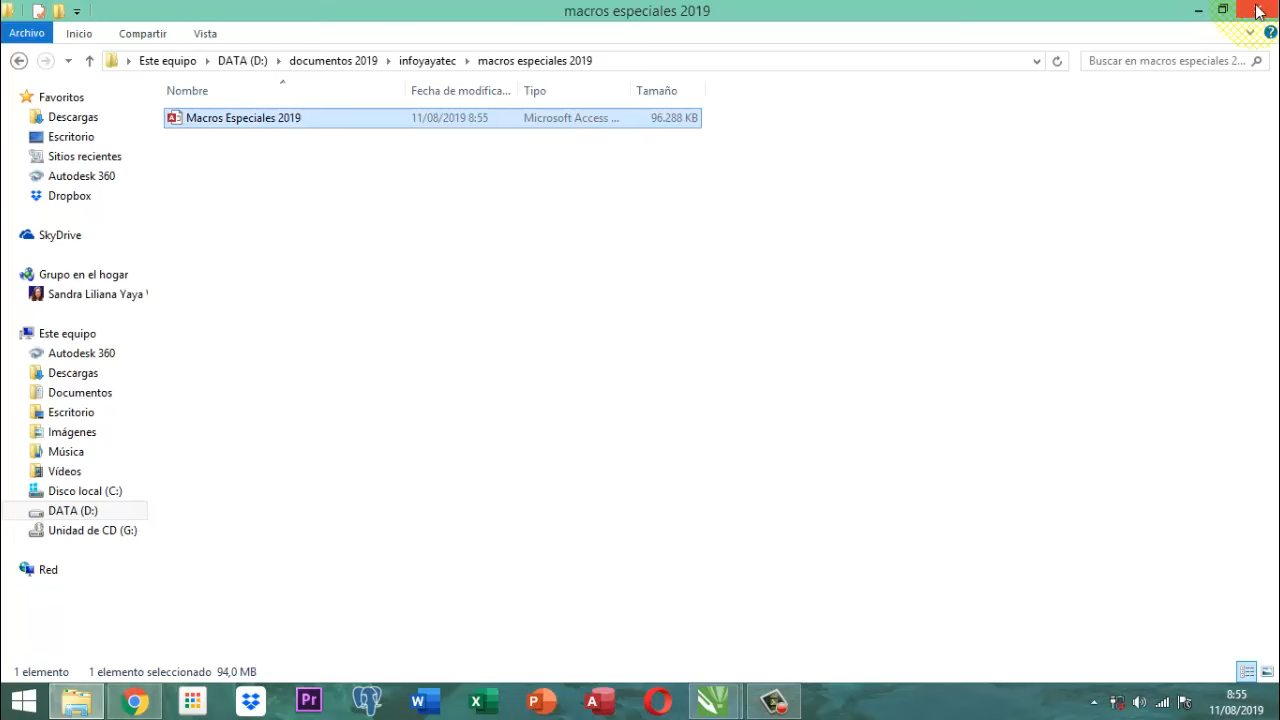 macros especiales 2019
Archivo Inicio Compartir Vista
Este equipo DATA (D:) documentos 2019 infoyayatec macros especiales 2019 Buscar en macros especiales 2...
Nombre Fecha de modifica... Tipo Tamaño
Macros Especiales 2019 11/08/2019 8:55 Microsoft Access ... 96.288 KB
Favoritos
Descargas
Escritorio
Sitios recientes
Autodesk 360
Dropbox
SkyDrive
Grupo en el hogar
Sandra Liliana Yaya
Este equipo
Autodesk 360
Descargas
Documentos
Escritorio
Imágenes
Música
Vídeos
Disco local (C:)
DATA (D:)
Unidad de CD (G:)
Red
1 elemento 1 elemento seleccionado 94,0 MB
8:55
11/08/2019